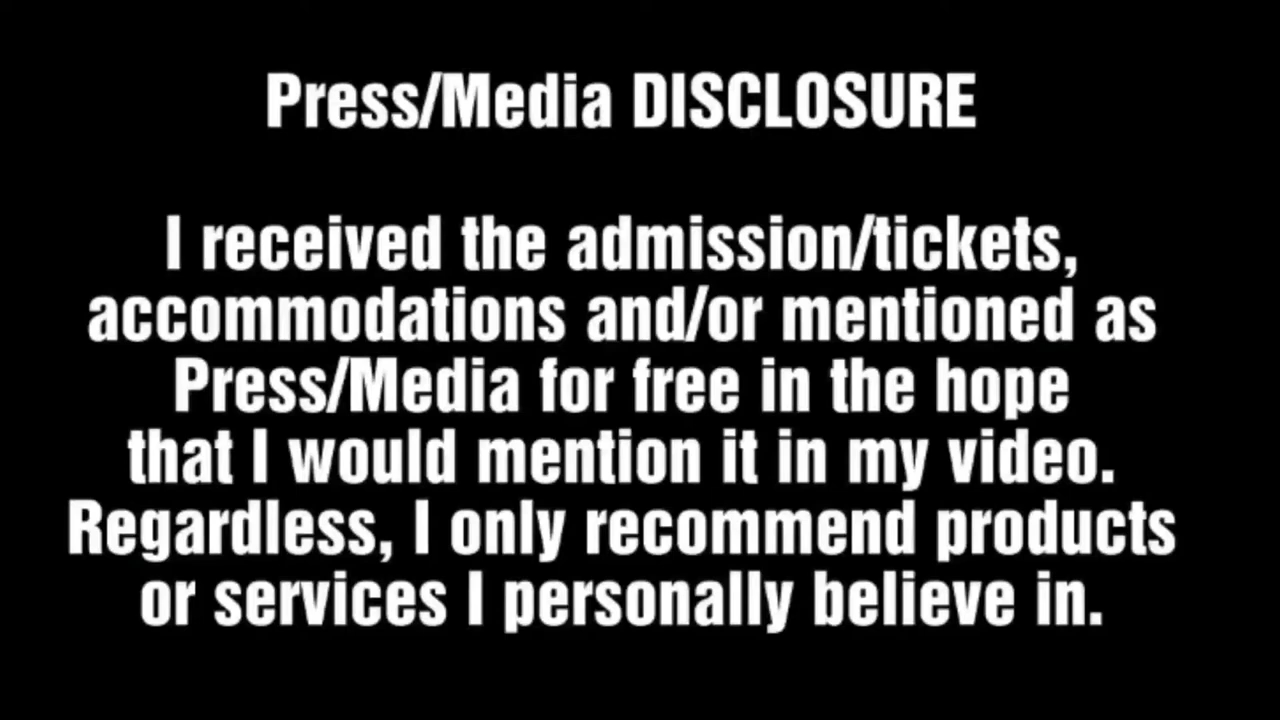 Press/Media DISCLOSURE
I received the admission/tickets,
accommodations and/or mentioned as
Press/Media for free in the hope
that I would mention it in my video.
Regardless, I only recommend products
or services I personally believe in.